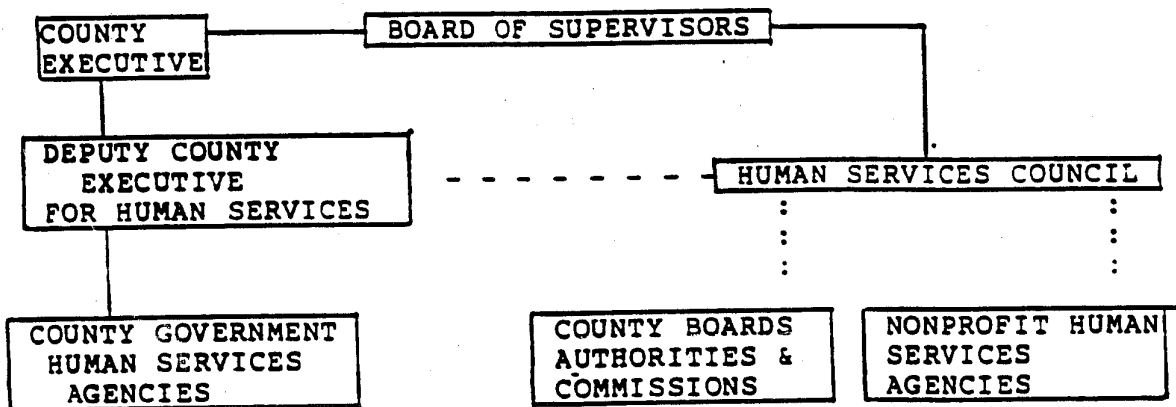 COUNTY
EXECUTIVE
BOARD OF SUPERVISORS
DEPUTY COUNTY
EXECUTIVE
FOR HUMAN SERVICES
HUMAN SERVICES COUNCIL
COUNTY GOVERNMENT
HUMAN SERVICES
AGENCIES
COUNTY BOARDS
AUTHORITIES &
COMMISSIONS
NONPROFIT HUMAN
SERVICES
AGENCIES